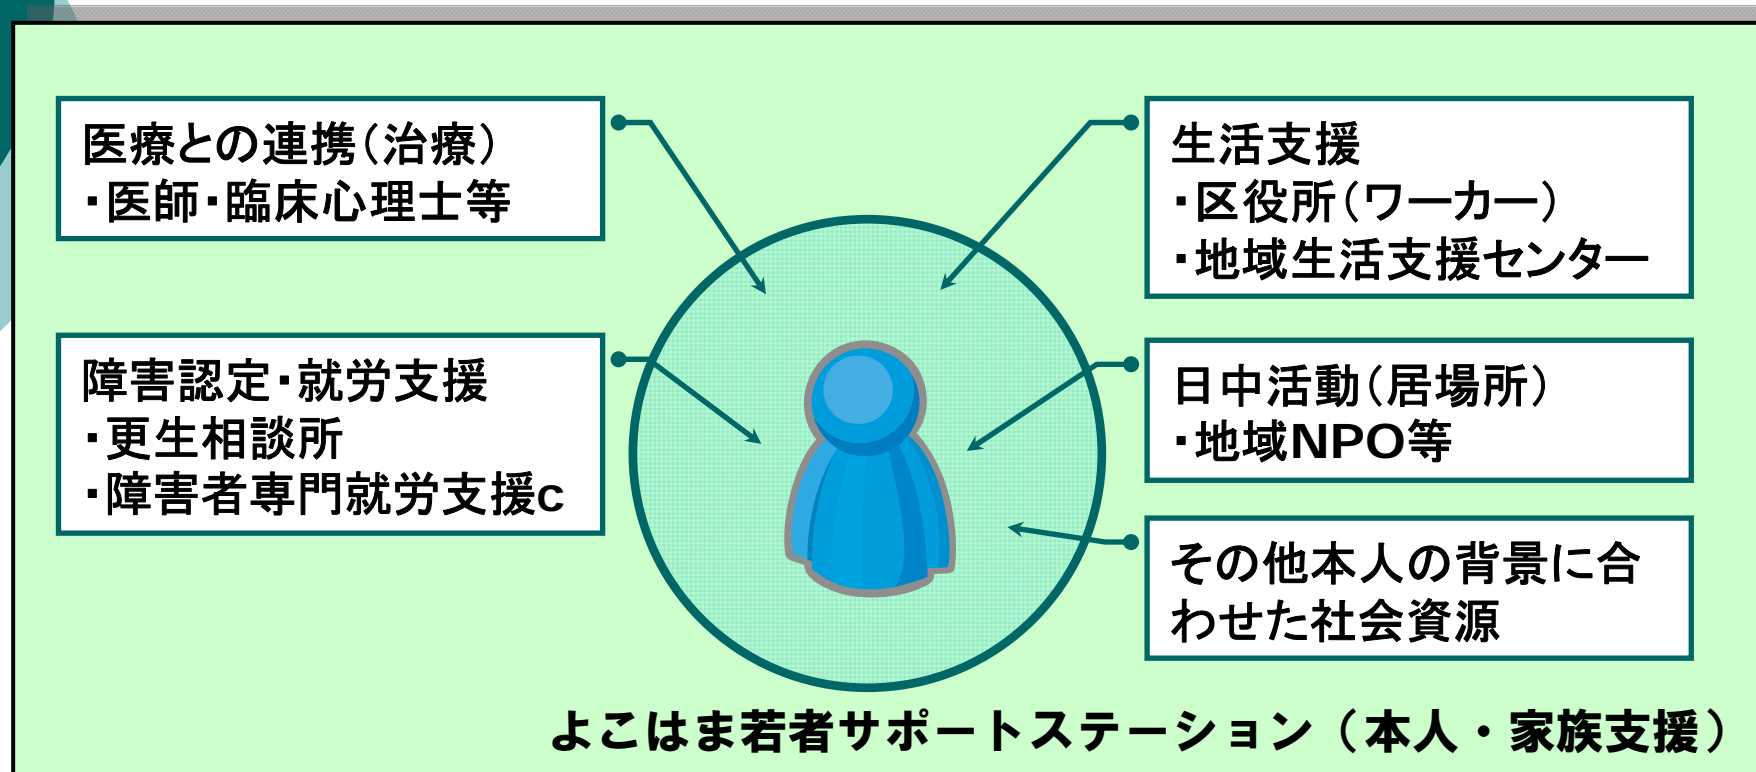 医療との連携（治療）
・医師・臨床心理士等
障害認定・就労支援
・更生相談所
・障害者専門就労支援c
生活支援
・区役所（ワーカー）
・地域生活支援センター
日中活動（居場所）
・地域NPO等
その他本人の背景に合
わせた社会資源
よこはま若者サポートステーション（本人・家族支援）